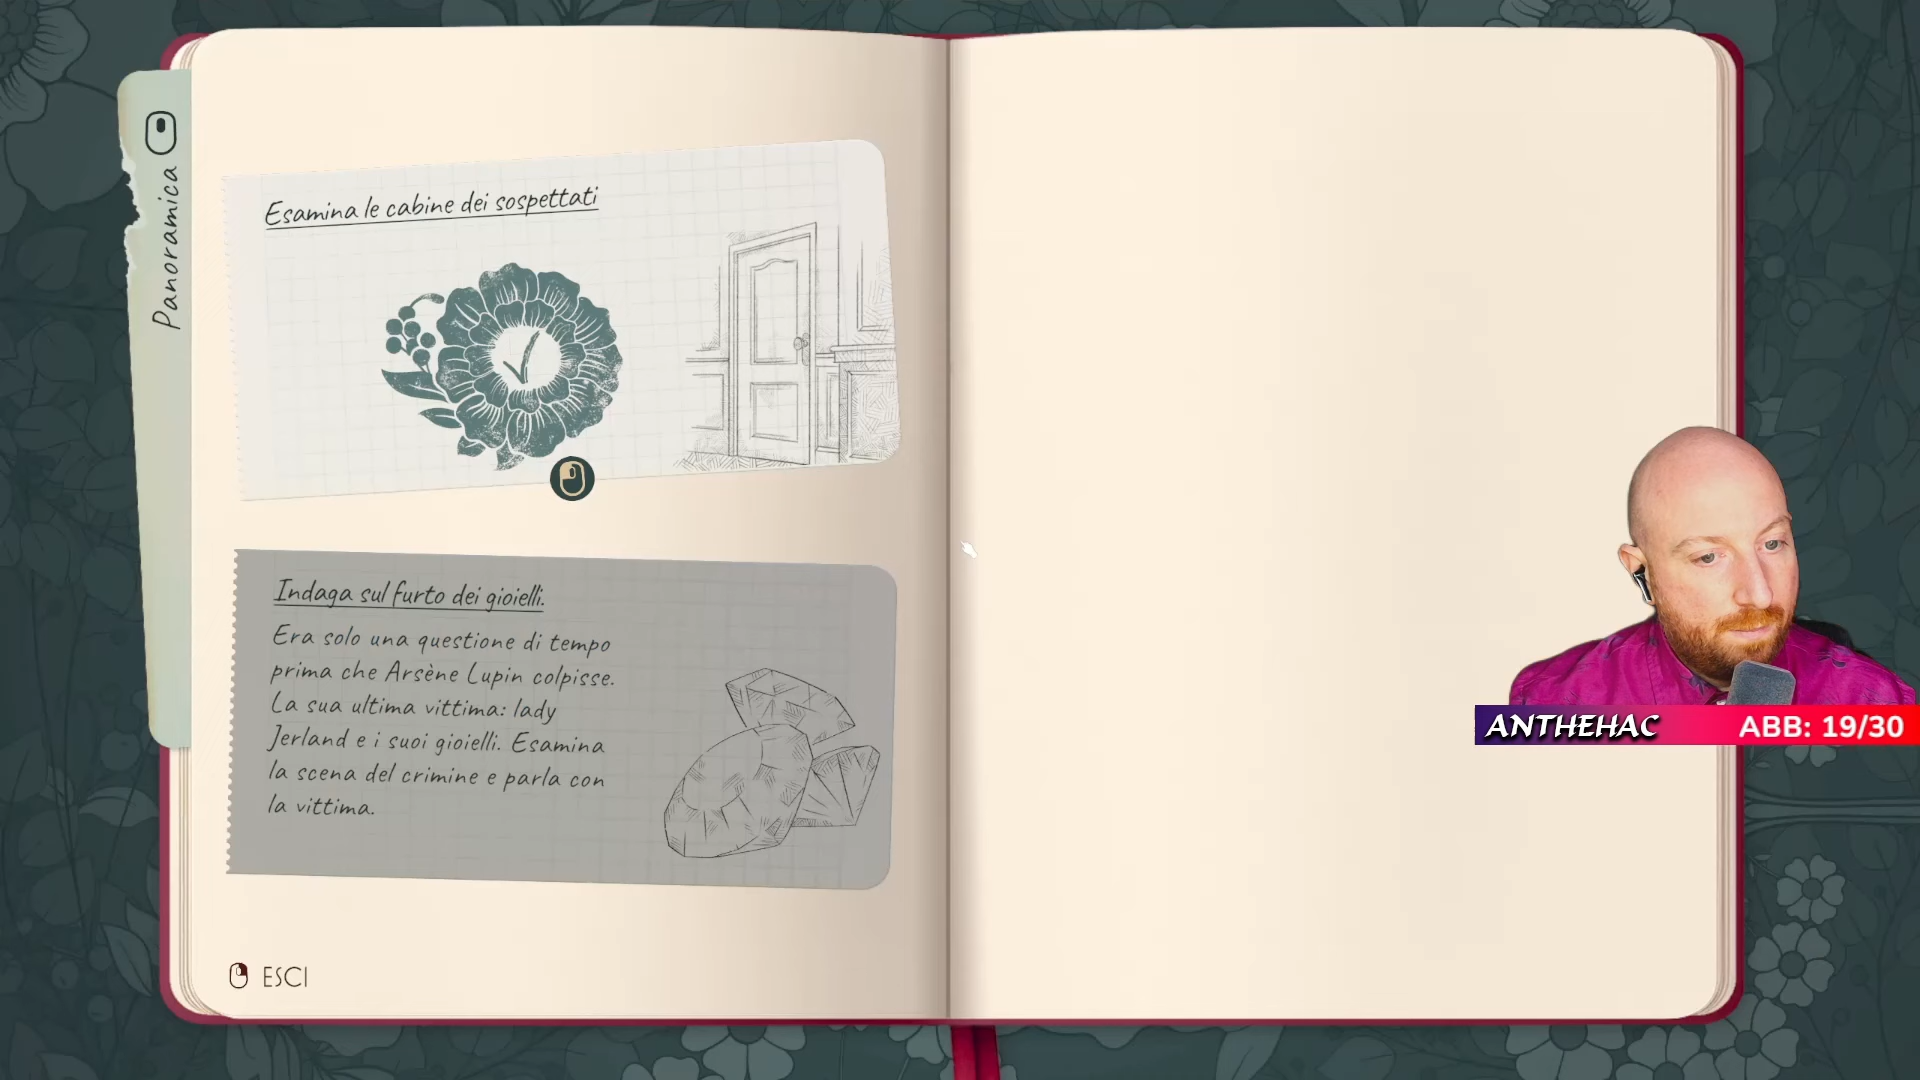 Panoramica
Esamina le cabine dei sospettati
Indaga sul furto dei gioielli.
Era solo una questione di tempo
prima che Arsène Lupin colpisse.
La sua ultima vittima: lady
Jerland e i suoi gioielli. Esamina
la scena del crimine e parla con
la vittima.
ANTHEHAC
ABB: 19/30
ESCI